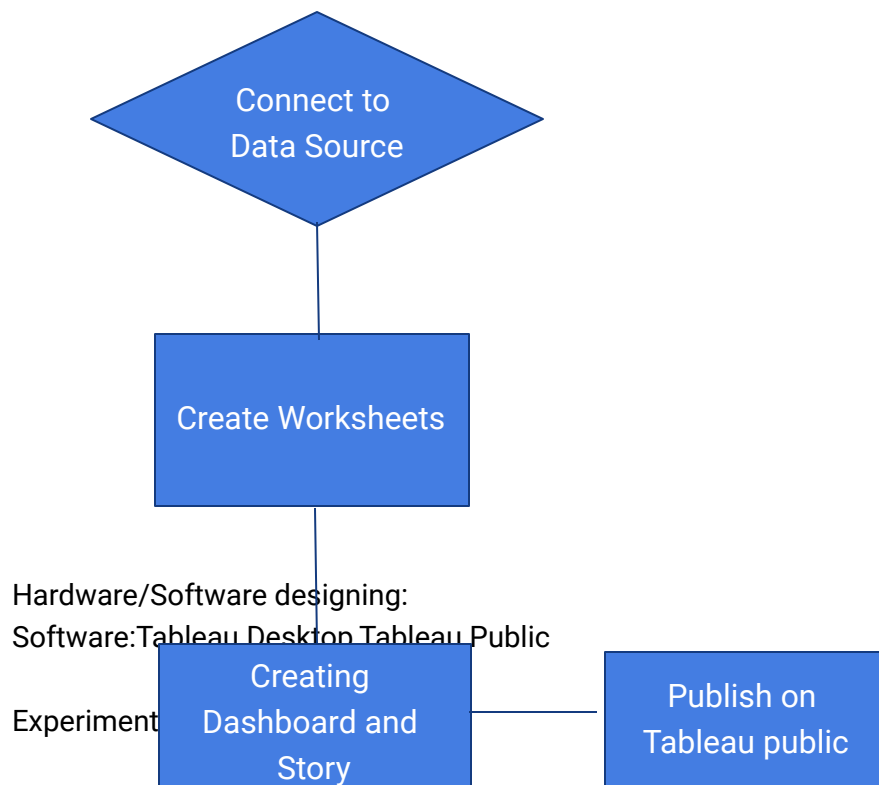 Connect to
Data Source
Create Worksheets
Hardware/Software designing:
Software:Tableau Desktop,Tableau Public
Creating
Dashboard and
Story
Publish on
Tableau public
Experiment